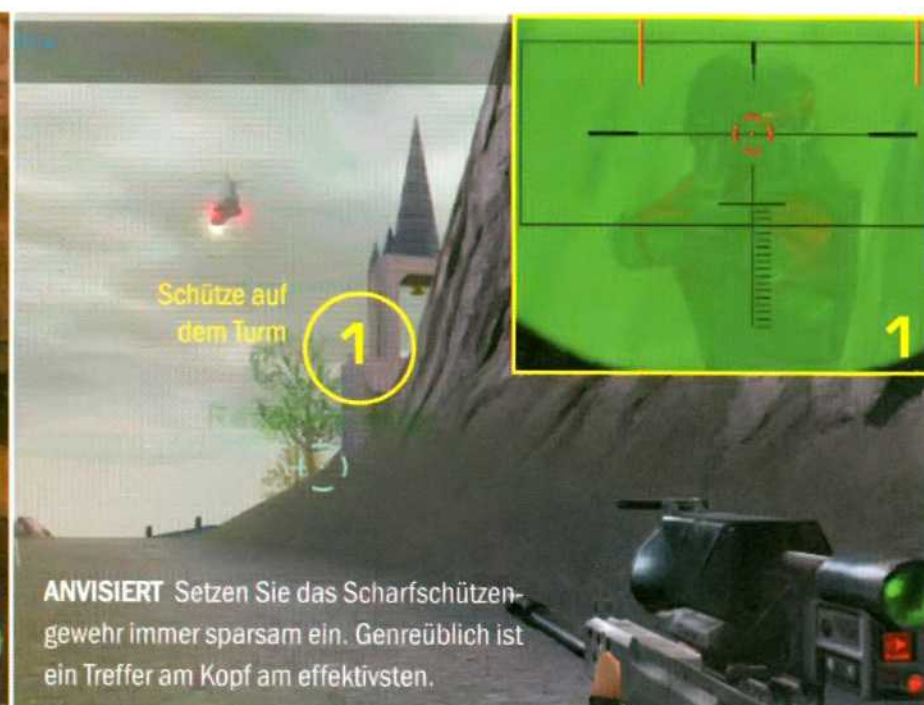 Schütze auf
dem Turm
1
1
ANVISIERT Setzen Sie das Scharfschützen-
gewehr immer sparsam ein. Genreüblich ist
ein Treffer am Kopf am effektivsten.